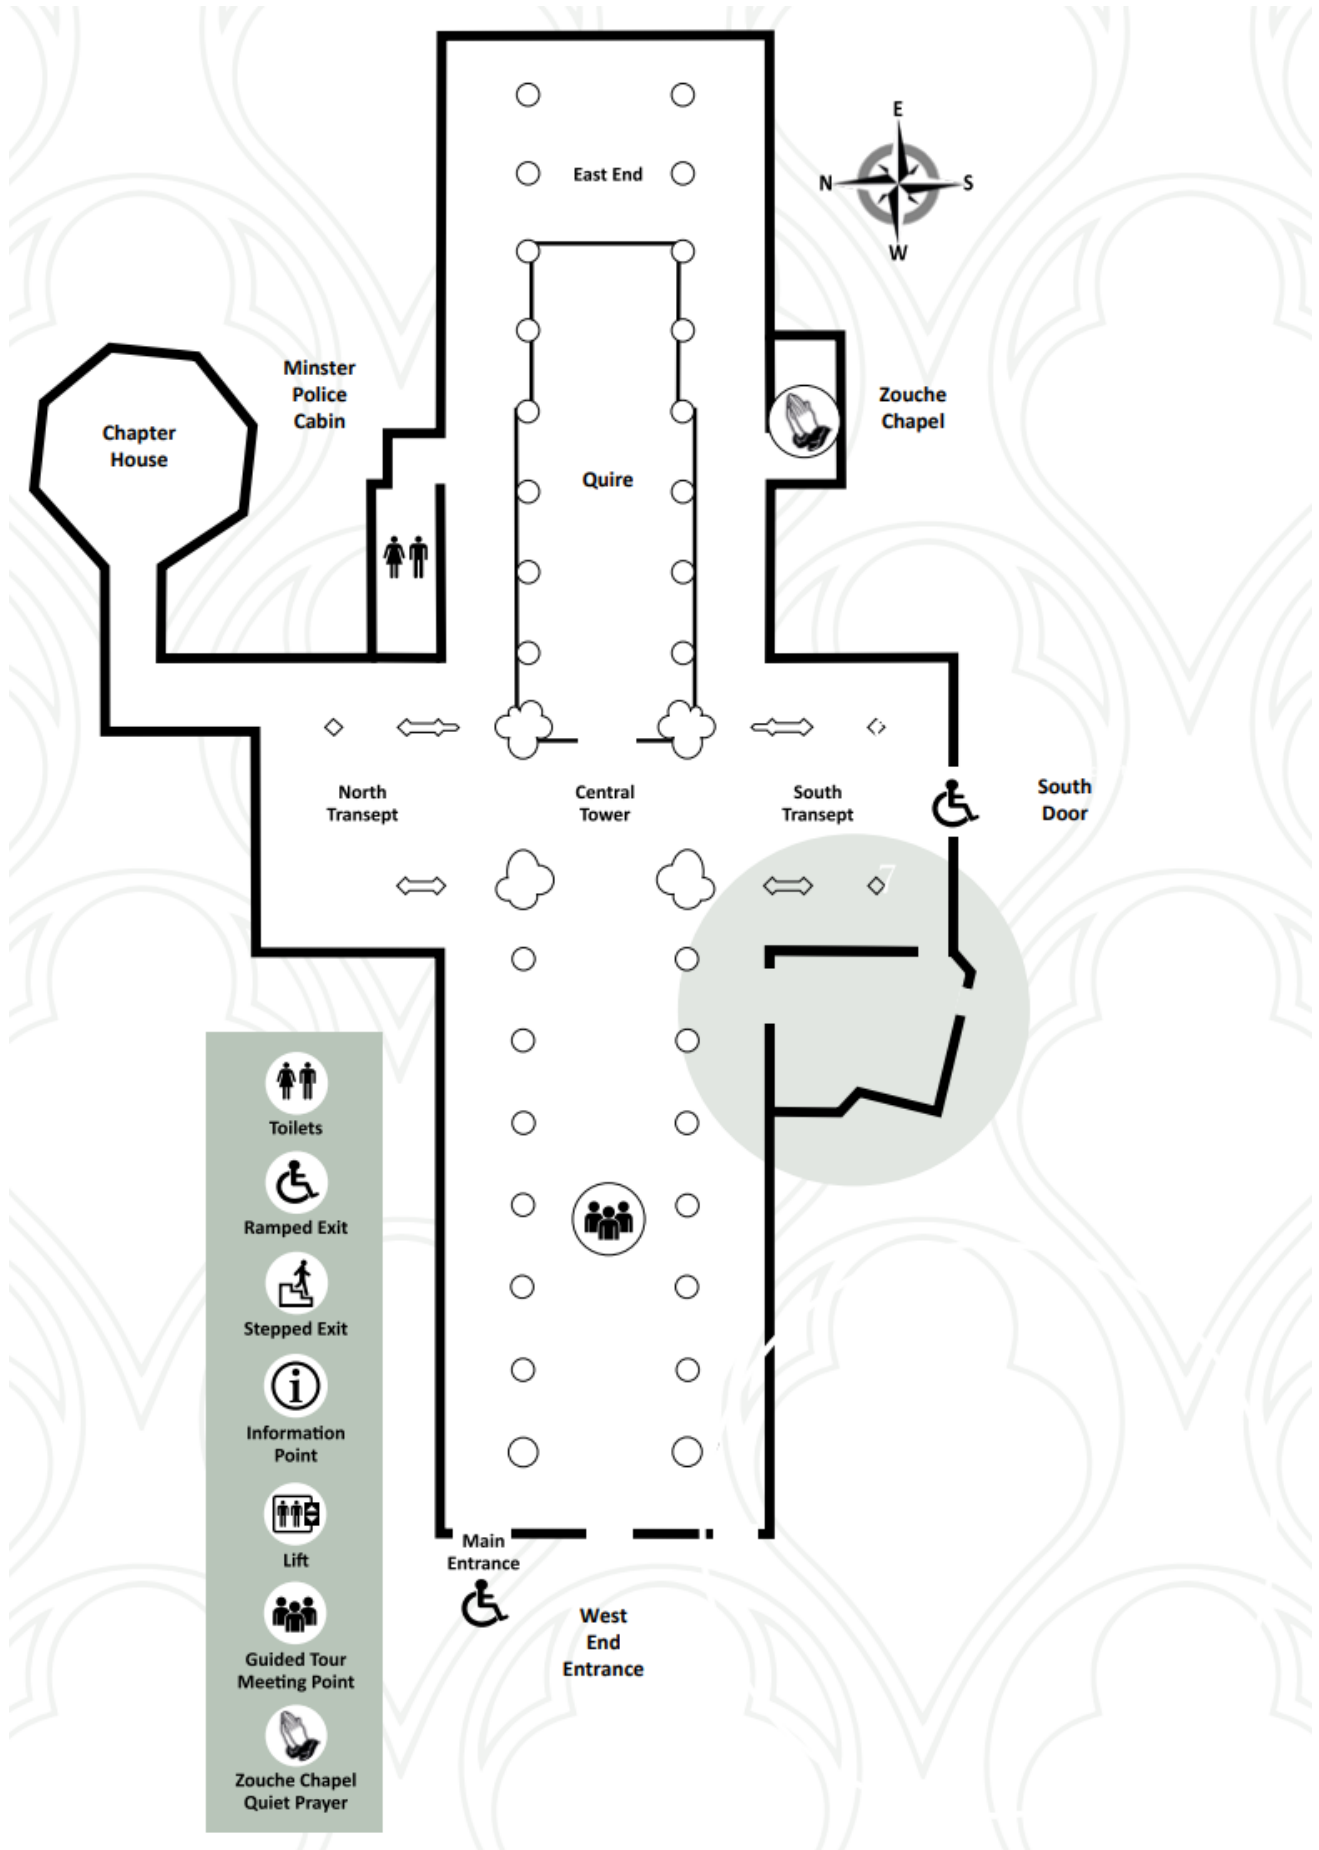 E
N
S
W
East End
Minster
Police
Cabin
Chapter
House
Zouche
Chapel
Quire
North
Transept
Central
Tower
South
Transept
South
Door
7
Toilets
Ramped Exit
Stepped Exit
i
Information
Point
Lift
Guided Tour
Meeting Point
Zouche Chapel
Quiet Prayer
Main
Entrance
West
End
Entrance